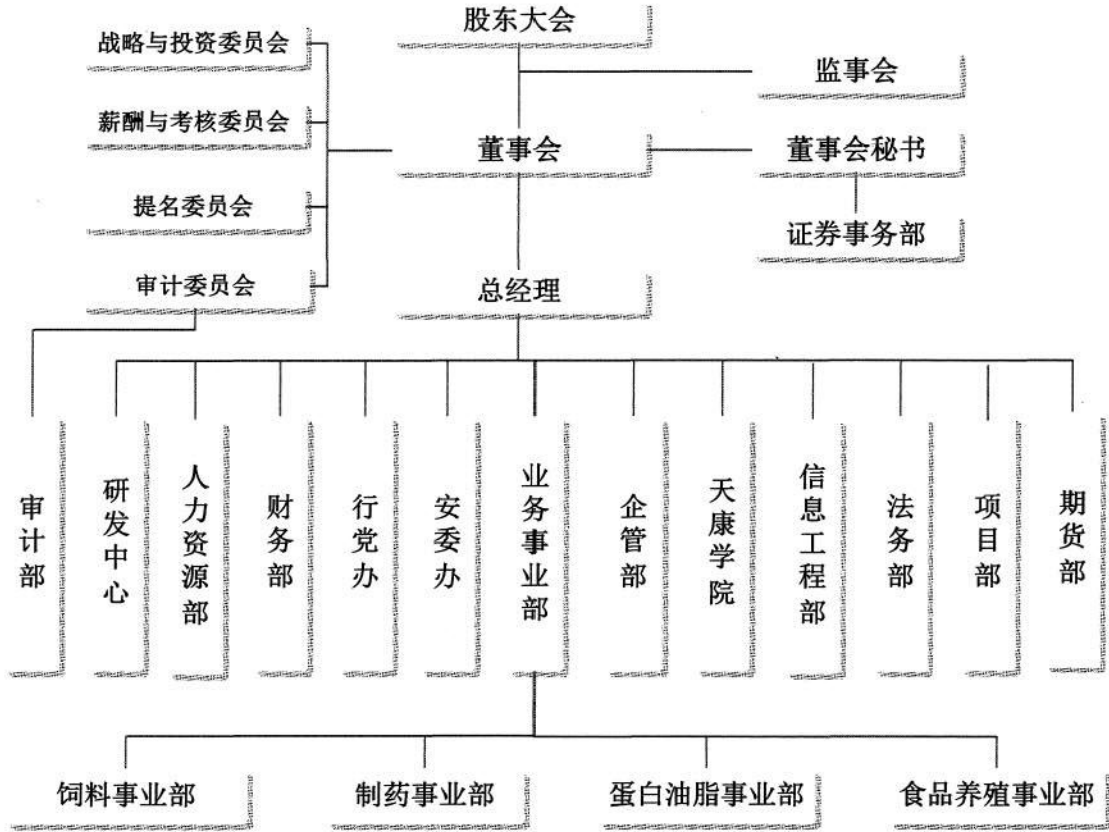 股东大会
战略与投资委员会
监事会
薪酬与考核委员会
董事会
董事会秘书
提名委员会
证券事务部
审计委员会
总经理
审计部
研发中心
人力资源部
财务部
行党办
安委办
业务事业部
企管部
天康学院
信息工程部
法务部
项目部
期货部
饲料事业部
制药事业部
蛋白油脂事业部
食品养殖事业部